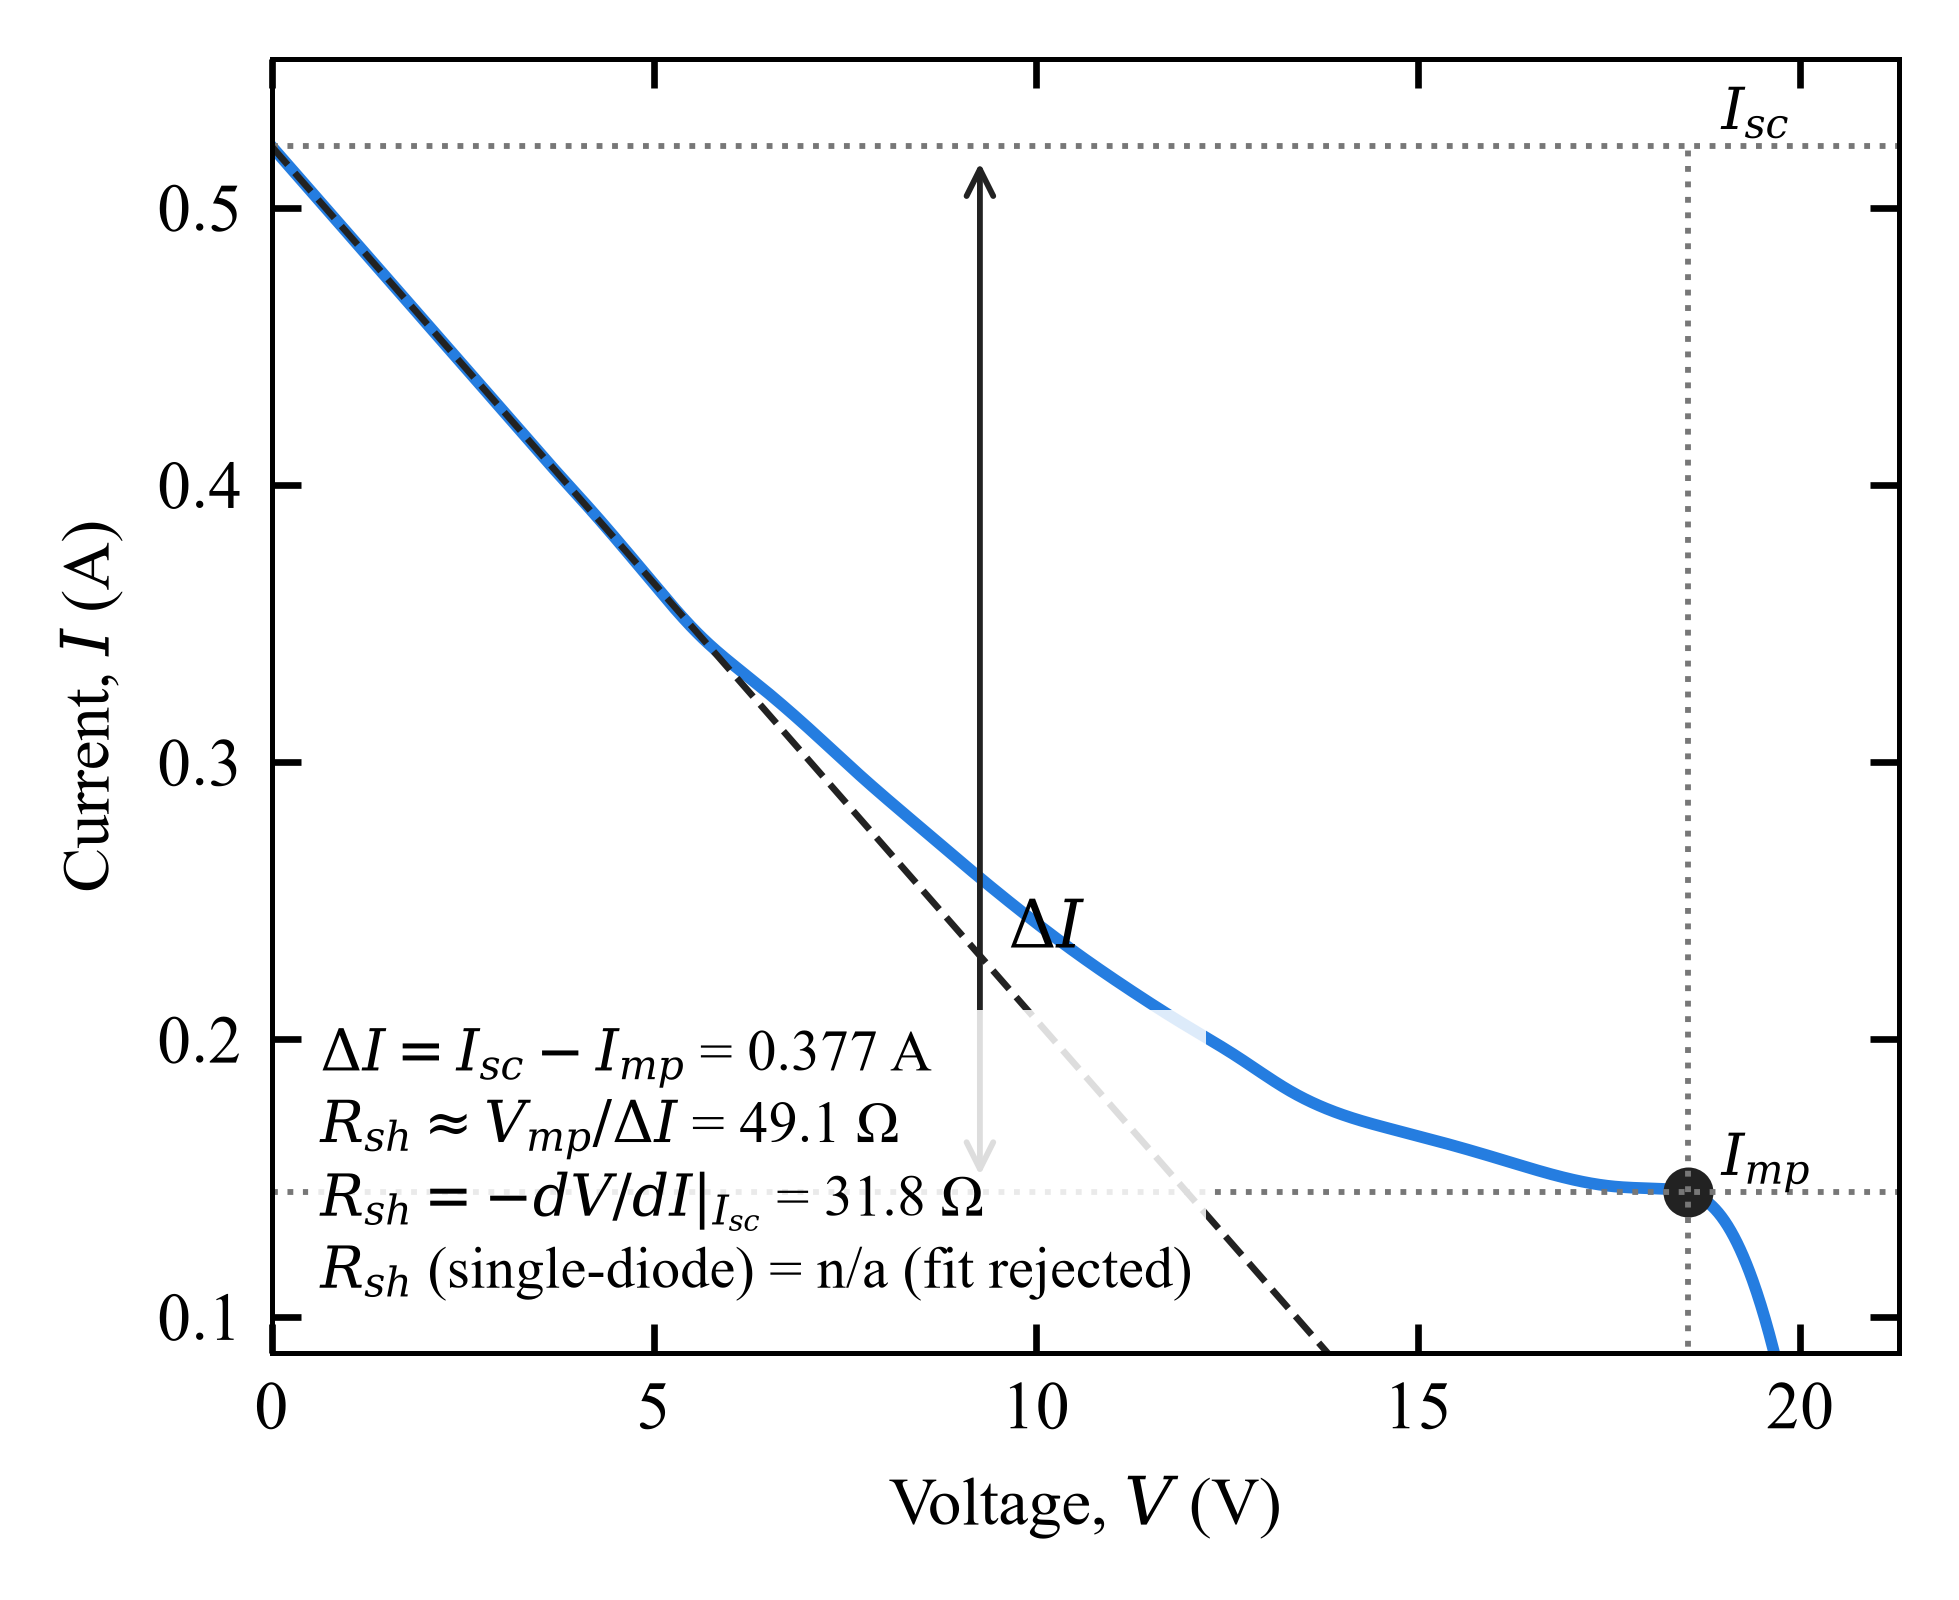 I_sc
0.5
0.4
0.3
0.2
0.1
Current, I (A)
ΔI
ΔI = I_sc − I_mp = 0.377 A
R_sh ≈ V_mp/ΔI = 49.1 Ω
R_sh = −dV/dI|_I_sc = 31.8 Ω
R_sh (single-diode) = n/a (fit rejected)
I_mp
0 5 10 15 20
Voltage, V (V)